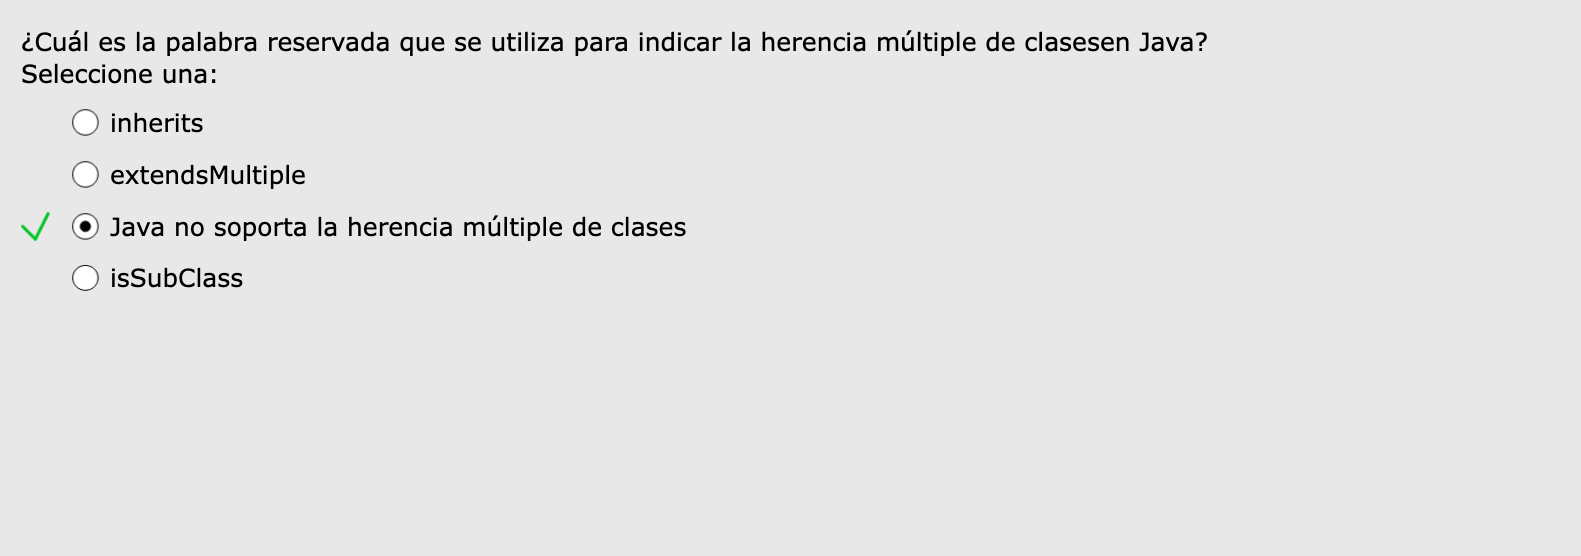 ¿Cuál es la palabra reservada que se utiliza para indicar la herencia múltiple de clasesen Java?
Seleccione una:
inherits
extendsMultiple
Java no soporta la herencia múltiple de clases
isSubClass